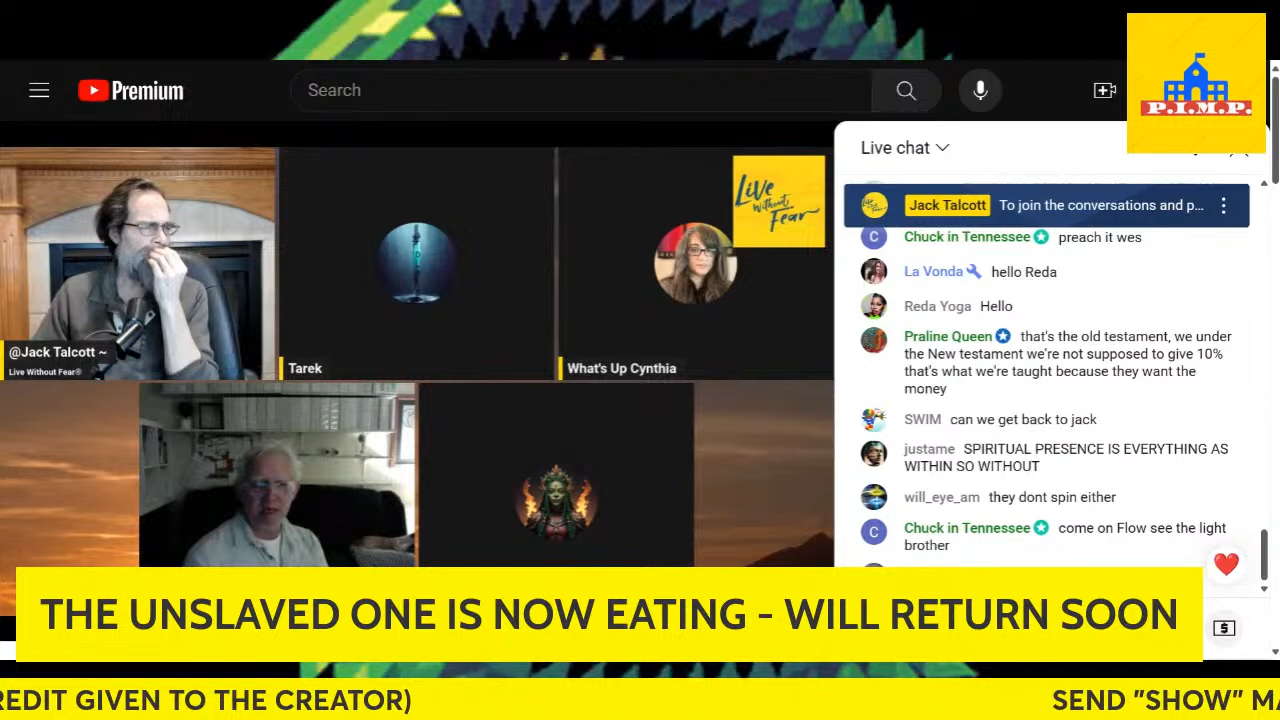 Premium
Search
P.I.M.P.
Live chat
Live Without Fear
Jack Talcott To join the conversations and p...
C Chuck in Tennessee preach it wes
La Vonda hello Reda
Reda Yoga Hello
Praline Queen that's the old testament, we under
the New testament we're not supposed to give 10%
that's what we're taught because they want the
money
SWIM can we get back to jack
justame SPIRITUAL PRESENCE IS EVERYTHING AS
WITHIN SO WITHOUT
will_eye_am they dont spin either
C Chuck in Tennessee come on Flow see the light
brother
@Jack Talcott ~
Live Without Fear®
Tarek
What's Up Cynthia
THE UNSLAVED ONE IS NOW EATING - WILL RETURN SOON
REDIT GIVEN TO THE CREATOR)
SEND "SHOW" MA